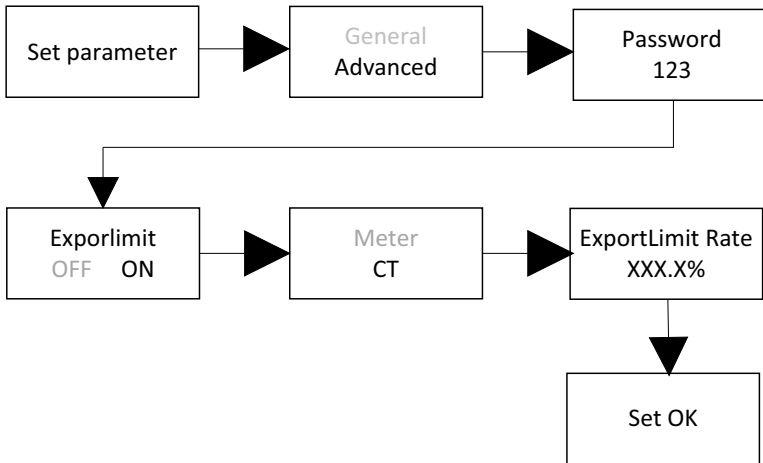 Set parameter
General
Advanced
Password
123
Exporlimit
OFF ON
Meter
CT
ExportLimit Rate
XXX.X%
Set OK